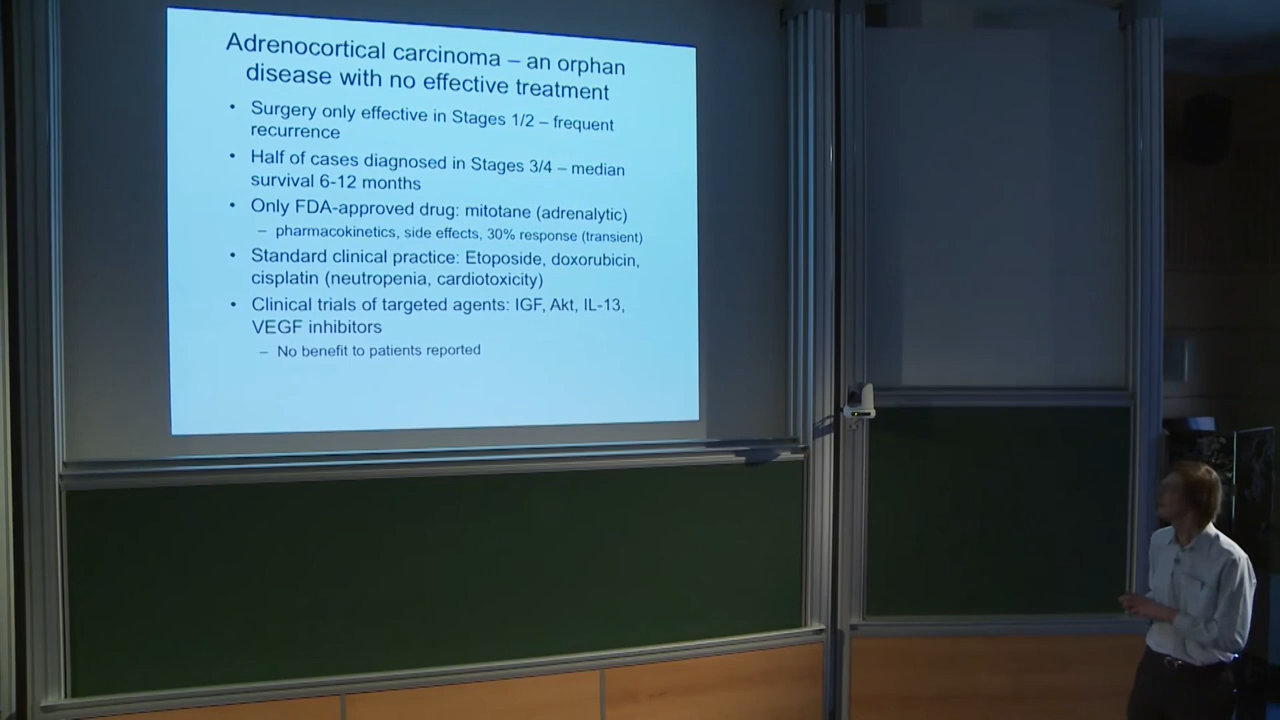 Adrenocortical carcinoma – an orphan
disease with no effective treatment
• Surgery only effective in Stages 1/2 – frequent
recurrence
• Half of cases diagnosed in Stages 3/4 – median
survival 6-12 months
• Only FDA-approved drug: mitotane (adrenalytic)
– pharmacokinetics, side effects, 30% response (transient)
• Standard clinical practice: Etoposide, doxorubicin,
cisplatin (neutropenia, cardiotoxicity)
• Clinical trials of targeted agents: IGF, Akt, IL-13,
VEGF inhibitors
– No benefit to patients reported